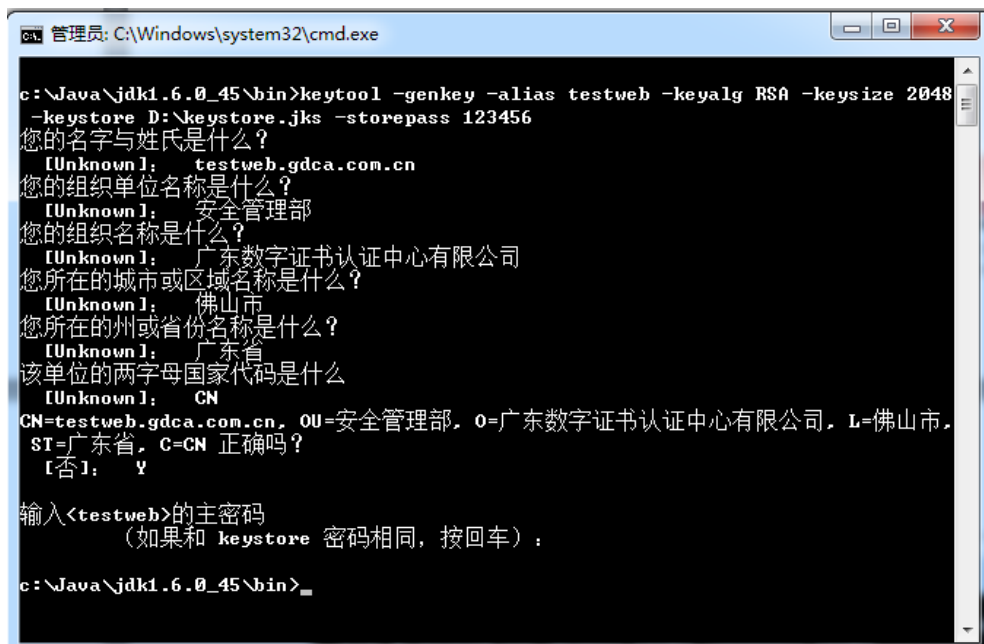 管理员: C:\Windows\system32\cmd.exe
c:\Java\jdk1.6.0_45\bin>keytool -genkey -alias testweb -keyalg RSA -keysize 2048
-keystore D:\keystore.jks -storepass 123456
您的名字与姓氏是什么?
[Unknown]: testweb.gdca.com.cn
您的组织单位名称是什么?
[Unknown]: 安全管理部
您的组织名称是什么?
[Unknown]: 广东数字证书认证中心有限公司
您所在的城市或区域名称是什么?
[Unknown]: 佛山市
您所在的州或省份名称是什么?
[Unknown]: 广东省
该单位的两字母国家代码是什么
[Unknown]: CN
CN=testweb.gdca.com.cn, OU=安全管理部, O=广东数字证书认证中心有限公司, L=佛山市,
ST=广东省, C=CN 正确吗?
[否]: Y
输入<testweb>的主密码
(如果和 keystore 密码相同, 按回车):
c:\Java\jdk1.6.0_45\bin>_